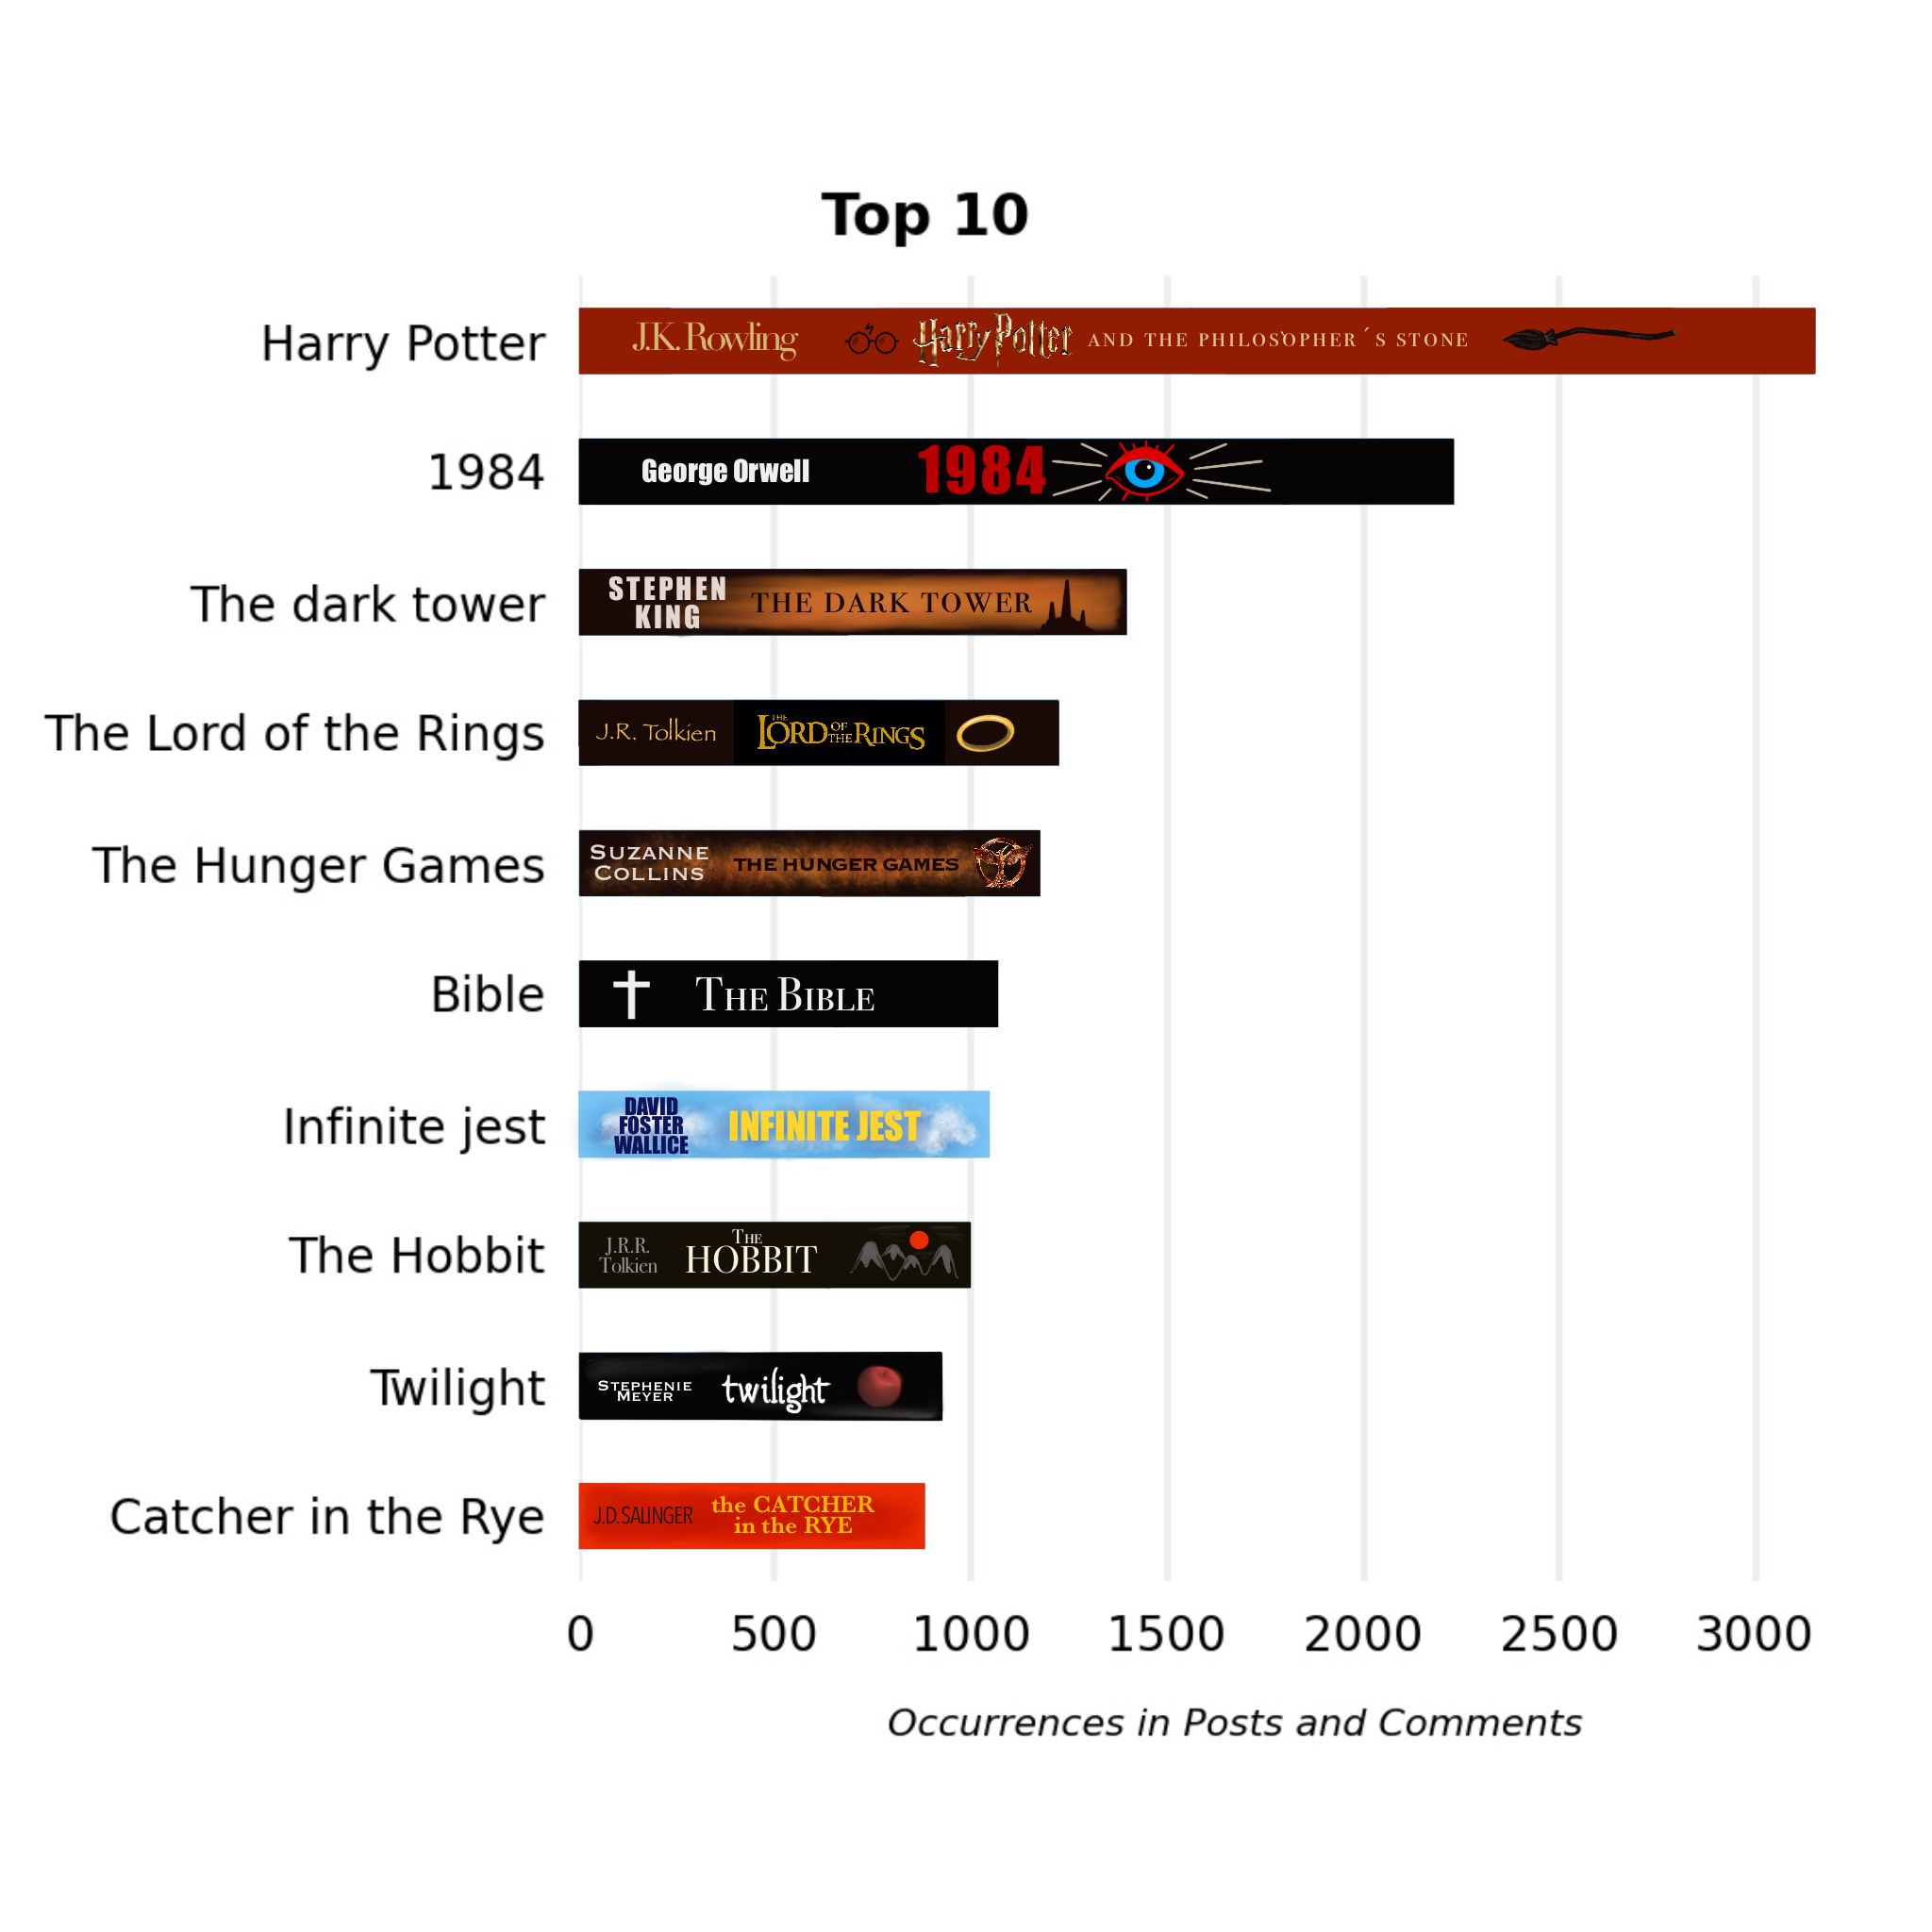 Top 10
Harry Potter
J.K. Rowling Harry Potter AND THE PHILOSOPHER´S STONE
1984
George Orwell 1984
The dark tower
STEPHEN
KING
THE DARK TOWER
The Lord of the Rings
J.R. Tolkien
THE LORD OF THE RINGS
The Hunger Games
SUZANNE
COLLINS
THE HUNGER GAMES
Bible
THE BIBLE
Infinite jest
DAVID
FOSTER
WALLICE
INFINITE JEST
The Hobbit
J.R.R.
Tolkien
THE
HOBBIT
Twilight
STEPHENIE
MEYER
twilight
Catcher in the Rye
J.D. SALINGER
the CATCHER
in the RYE
0 500 1000 1500 2000 2500 3000
Occurrences in Posts and Comments